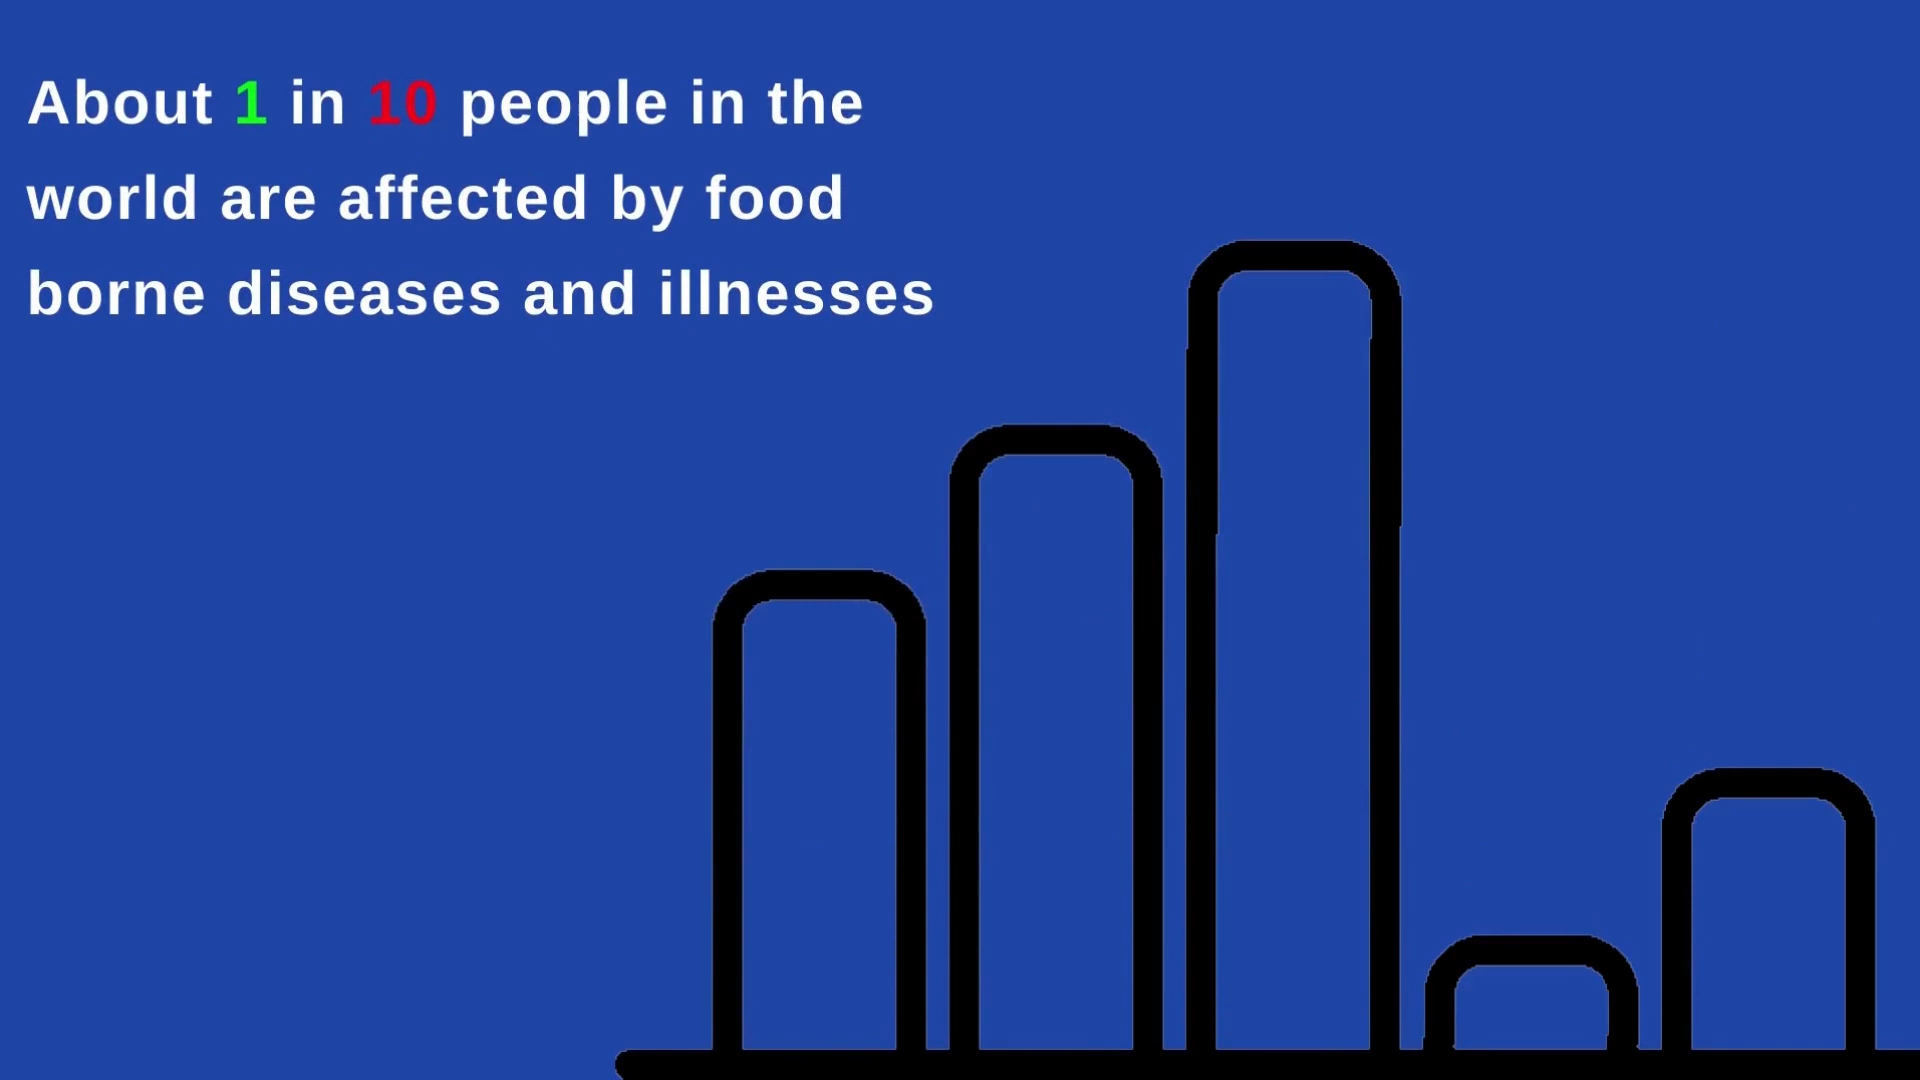 About 1 in 10 people in the
world are affected by food
borne diseases and illnesses